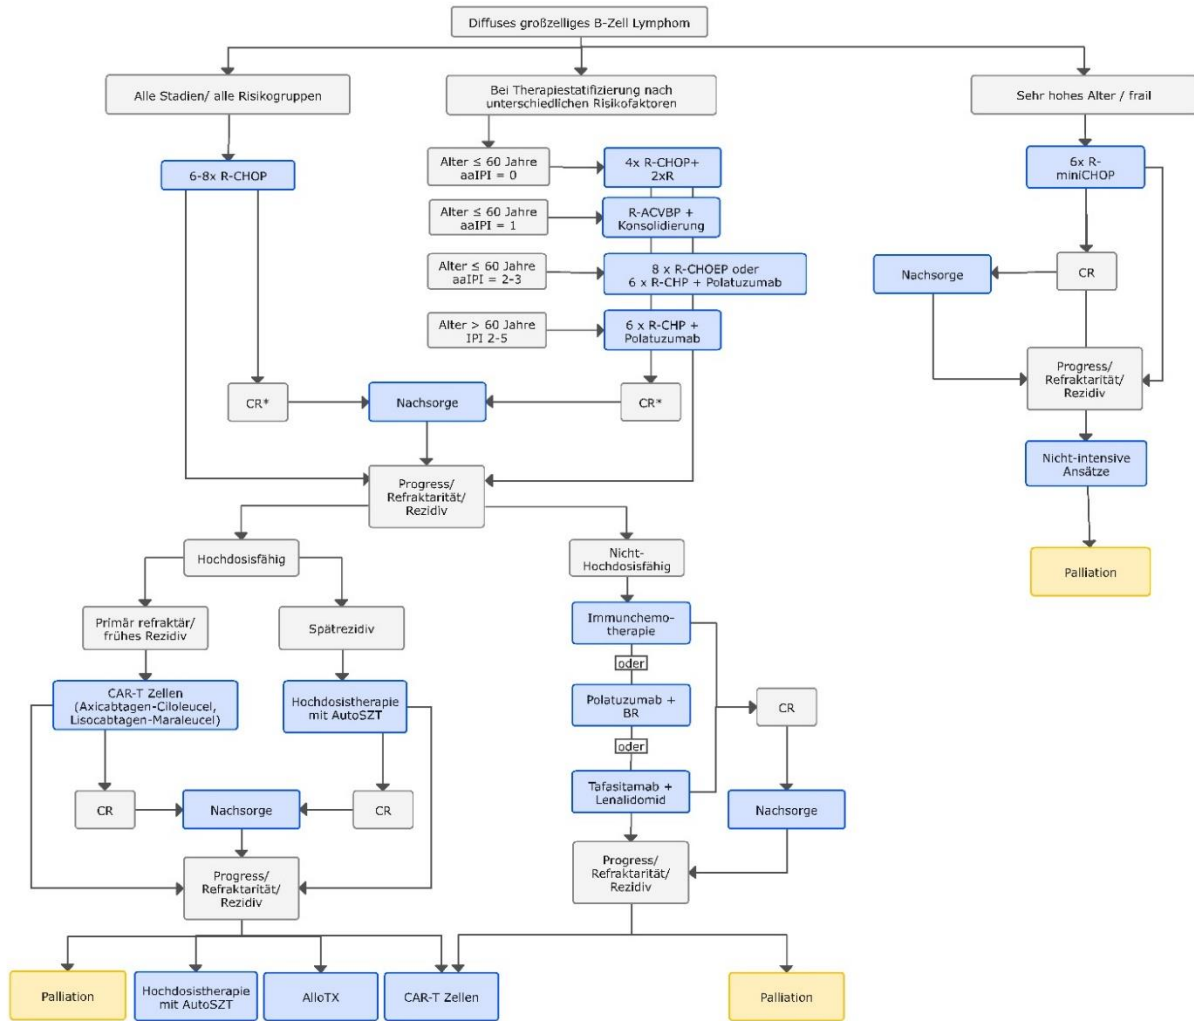 Diffuses großzelliges B-Zell Lymphom
Alle Stadien/ alle Risikogruppen
Bei Therapiestatifizierung nach
unterschiedlichen Risikofaktoren
Sehr hohes Alter / frail
6-8x R-CHOP
Alter ≤ 60 Jahre
aaIPI = 0
4x R-CHOP+
2xR
Alter ≤ 60 Jahre
aaIPI = 1
R-ACVBP +
Konsolidierung
Alter ≤ 60 Jahre
aaIPI = 2-3
8 x R-CHOEP oder
6 x R-CHP + Polatuzumab
Alter > 60 Jahre
IPI 2-5
6 x R-CHP +
Polatuzumab
6x R-
miniCHOP
Nachsorge
CR
Progress/
Refraktarität/
Rezidiv
Nicht-intensive
Ansätze
Palliation
CR*
Nachsorge
CR*
Progress/
Refraktarität/
Rezidiv
Hochdosisfähig
Nicht-
Hochdosisfähig
Primär refraktär/
frühes Rezidiv
Spätrezidiv
CAR-T Zellen
(Axicabtagen-Ciloleucel,
Lisocabtagen-Maraleucel)
Hochdosistherapie
mit AutoSZT
CR
Nachsorge
CR
Progress/
Refraktarität/
Rezidiv
Immunchemo-
therapie
oder
Polatuzumab +
BR
oder
Tafasitamab +
Lenalidomid
CR
Nachsorge
Progress/
Refraktarität/
Rezidiv
Palliation
Hochdosistherapie
mit AutoSZT
AlloTX
CAR-T Zellen
Palliation